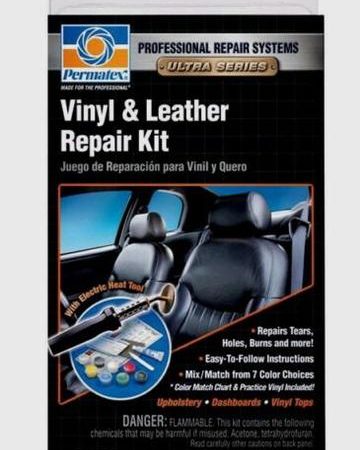 PROFESSIONAL REPAIR SYSTEMS
Permatex®
ULTRA SERIES
MADE FOR THE PROFESSIONAL®
Vinyl & Leather
Repair Kit
Juego de Reparación para Vinil y Quero
With Electric Heat Tool
• Repairs Tears,
Holes, Burns and more!
• Easy-To-Follow Instructions
• Mix/Match from 7 Color Choices
* Color Match Chart & Practice Vinyl Included!
Upholstery • Dashboards • Vinyl Tops
DANGER: FLAMMABLE. This kit contains the following
chemicals that may be harmful if misused, Acetone, tetrahydrofuran.
Read carefully other cautions on back panel.